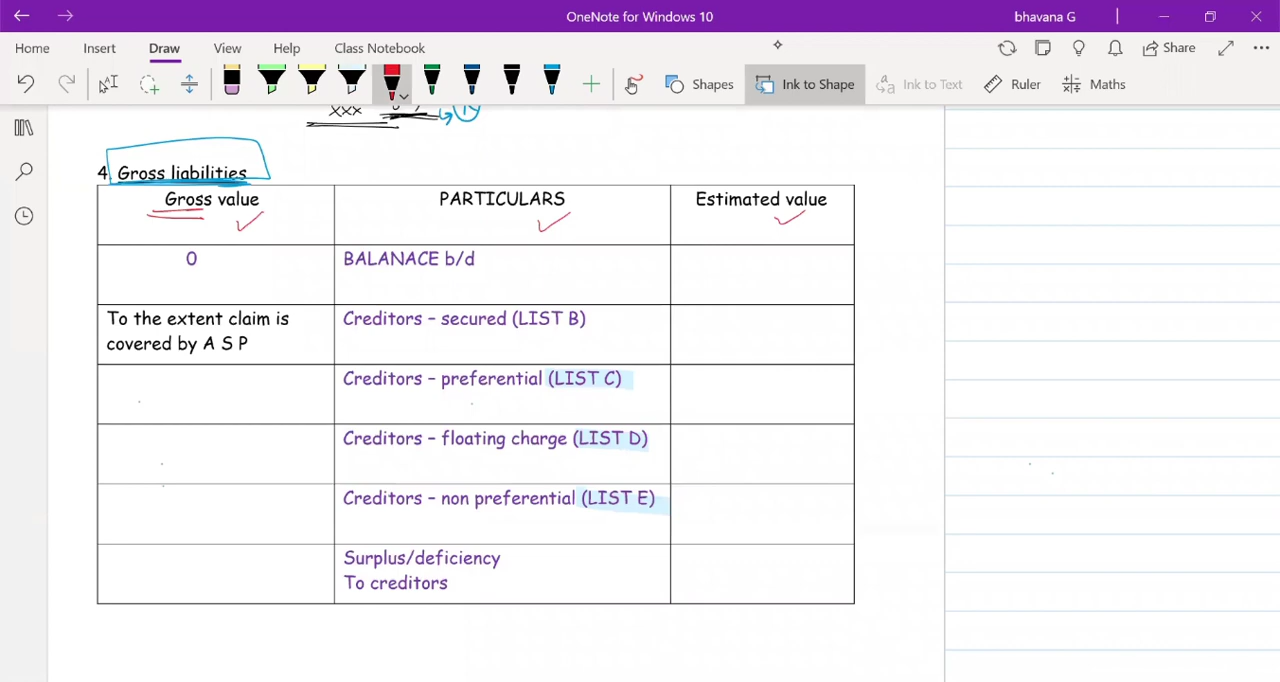 OneNote for Windows 10
bhavana G
Home Insert Draw View Help Class Notebook
Share
Shapes Ink to Shape Ink to Text Ruler Maths
xxx
4 Gross liabilities
Gross value PARTICULARS Estimated value
0 BALANACE b/d
To the extent claim is
covered by A S P
Creditors – secured (LIST B)
Creditors – preferential (LIST C)
Creditors – floating charge (LIST D)
Creditors – non preferential (LIST E)
Surplus/deficiency
To creditors